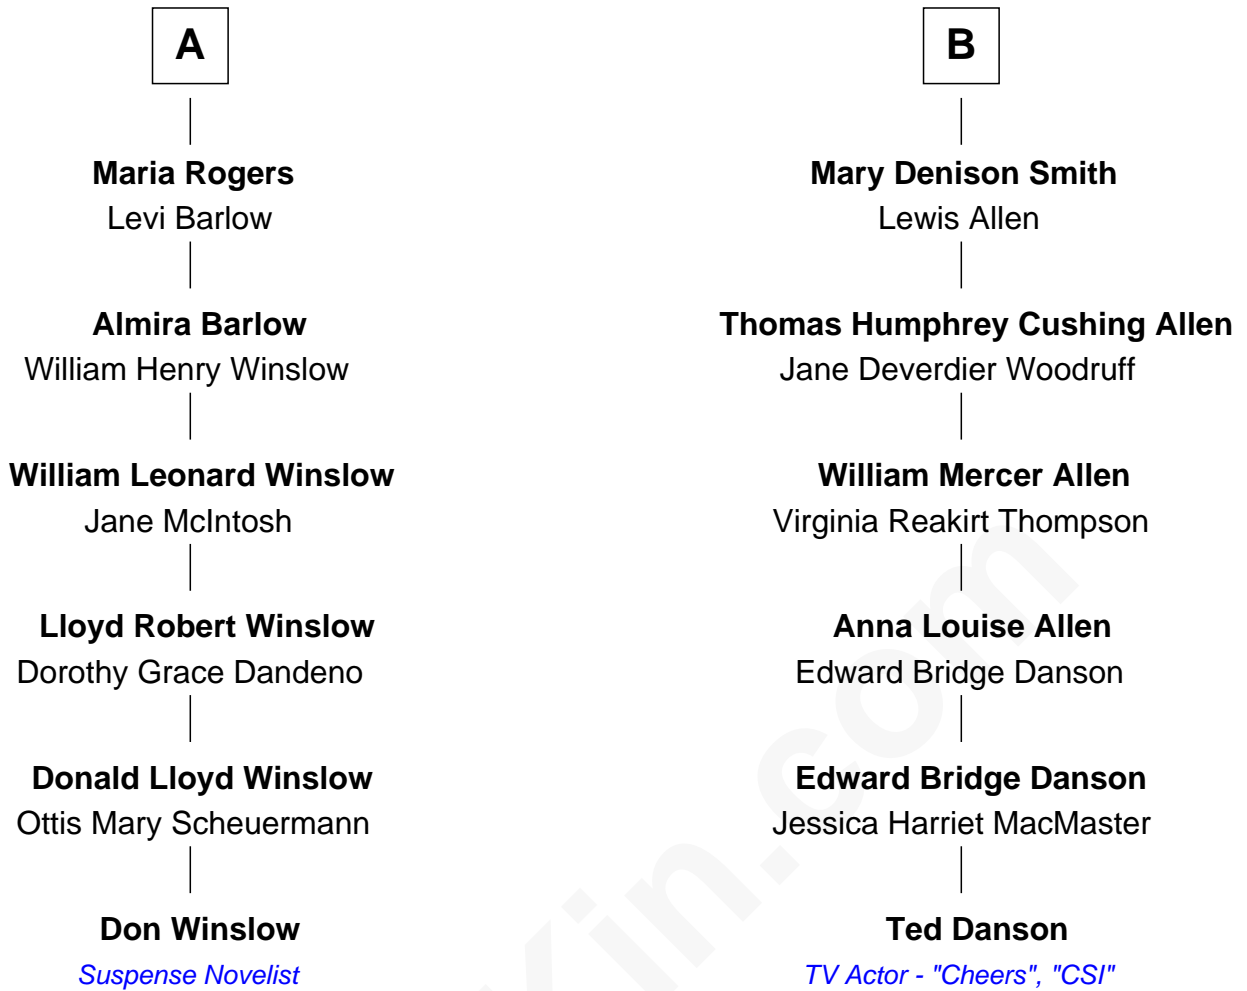 A
Maria Rogers
Levi Barlow
Almira Barlow
William Henry Winslow
William Leonard Winslow
Jane McIntosh
Lloyd Robert Winslow
Dorothy Grace Dandeno
Donald Lloyd Winslow
Ottis Mary Scheuermann
Don Winslow
Suspense Novelist
B
Mary Denison Smith
Lewis Allen
Thomas Humphrey Cushing Allen
Jane Deverdier Woodruff
William Mercer Allen
Virginia Reakirt Thompson
Anna Louise Allen
Edward Bridge Danson
Edward Bridge Danson
Jessica Harriet MacMaster
Ted Danson
TV Actor - "Cheers", "CSI"
Kin.com